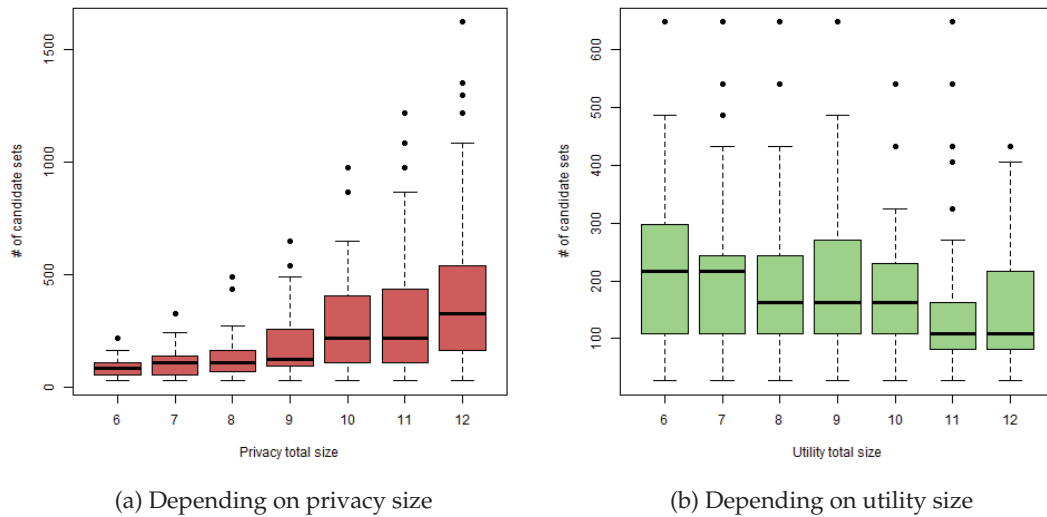 # of candidate sets
1500
1000
500
0
6 7 8 9 10 11 12
Privacy total size
(a) Depending on privacy size
# of candidate sets
600
500
400
300
200
100
6 7 8 9 10 11 12
Utility total size
(b) Depending on utility size